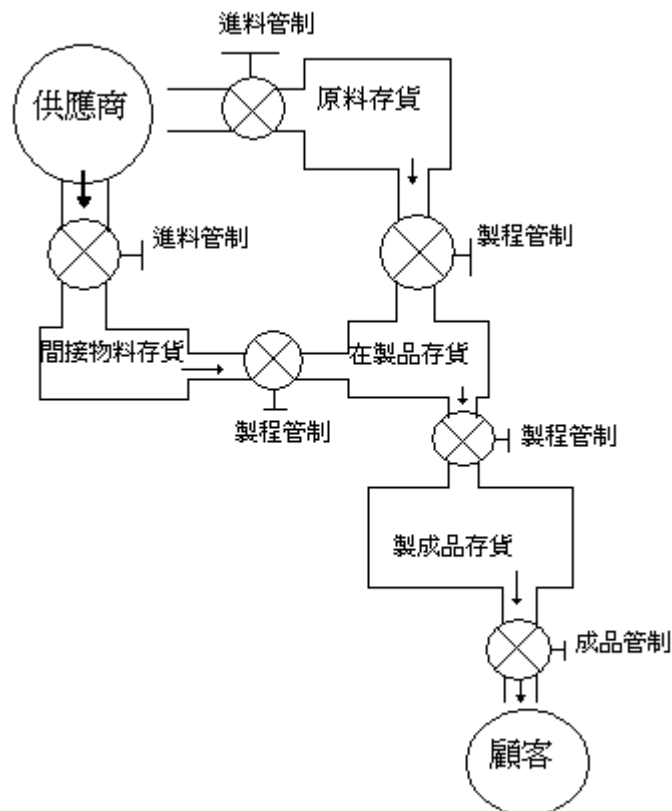 進料管制
供應商
原料存貨
進料管制
製程管制
間接物料存貨
在製品存貨
製程管制
製程管制
製成品存貨
成品管制
顧客